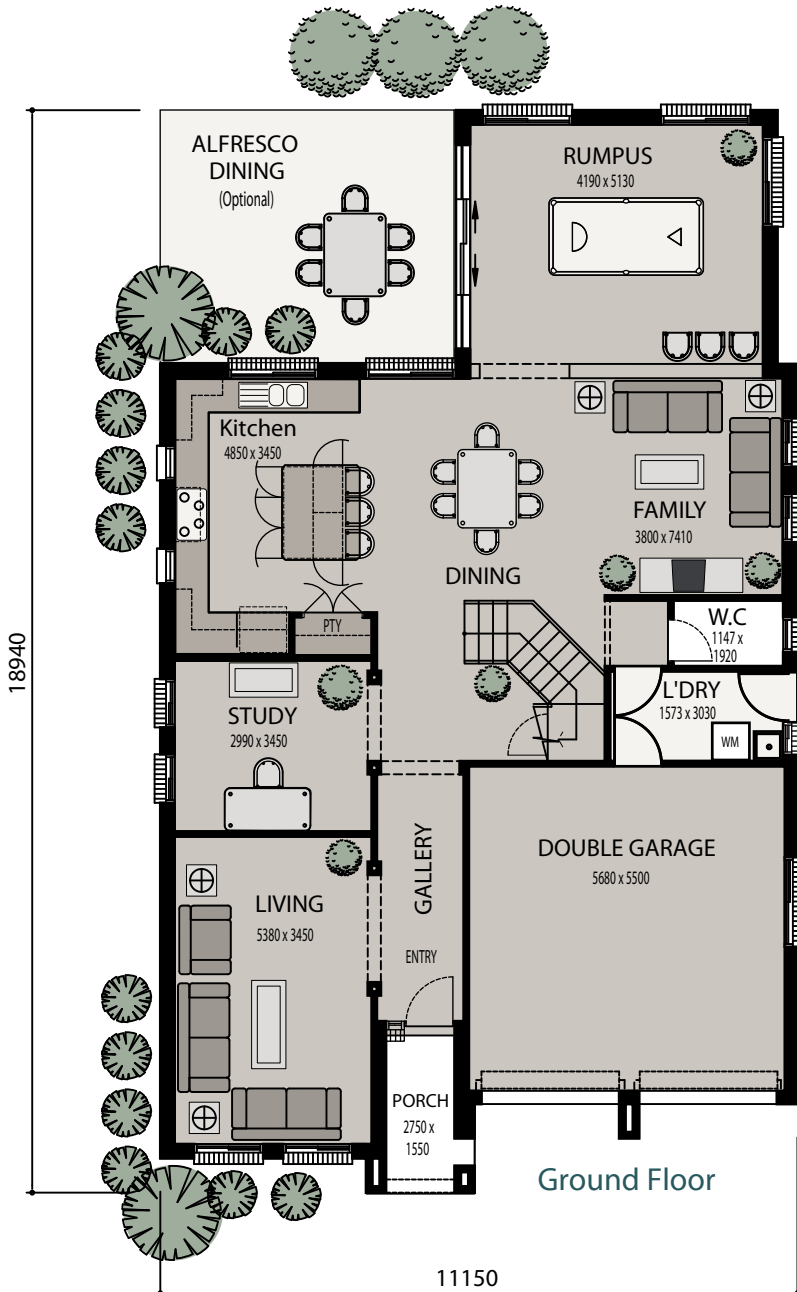 ALFRESCO
DINING
(Optional)
RUMPUS
4190 x 5130
Kitchen
4850 x 3450
FAMILY
3800 x 7410
DINING
PTY
W.C
1147 x
1920
18940
STUDY
2990 x 3450
L'DRY
1573 x 3030
WM
GALLERY
DOUBLE GARAGE
5680 x 5500
LIVING
5380 x 3450
ENTRY
PORCH
2750 x
1550
Ground Floor
11150